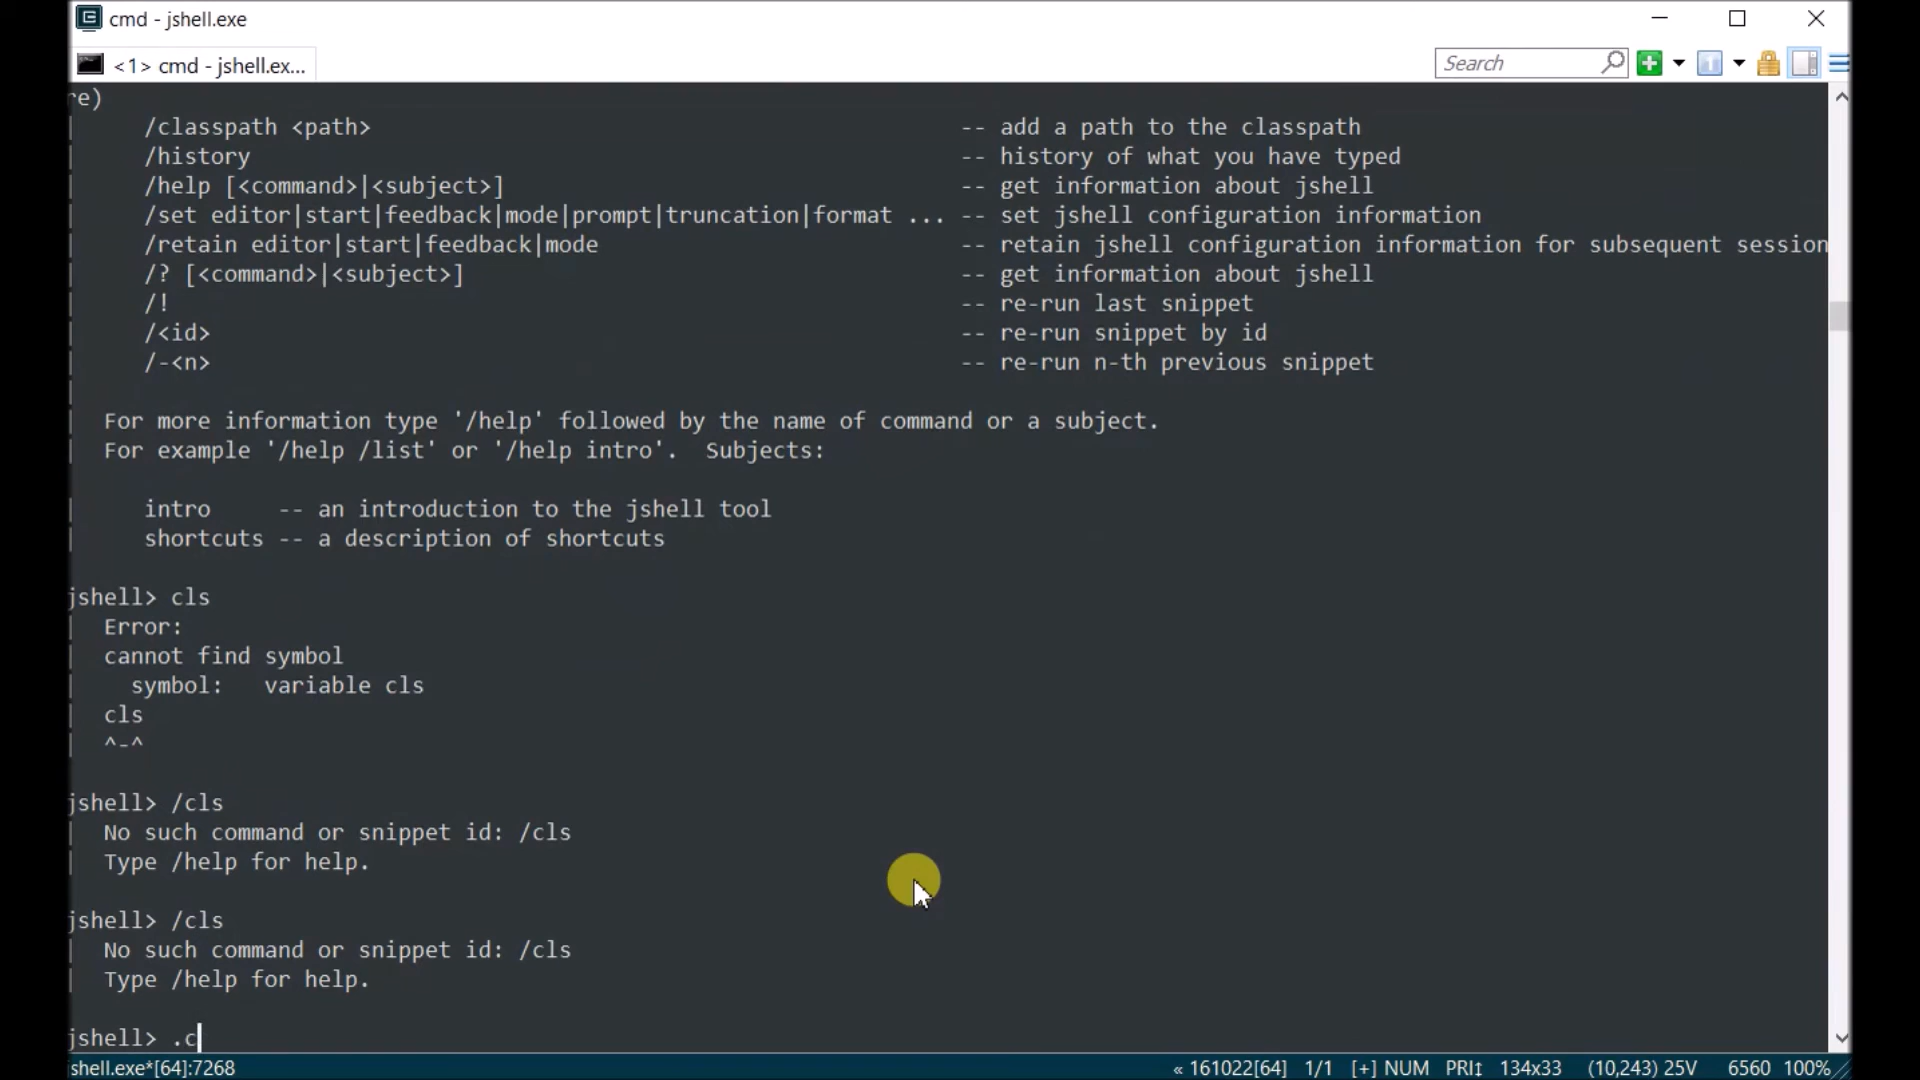 cmd - jshell.exe
<1> cmd - jshell.ex...
Search
re)
| /classpath <path> -- add a path to the classpath
| /history -- history of what you have typed
| /help [<command>|<subject>] -- get information about jshell
| /set editor|start|feedback|mode|prompt|truncation|format ... -- set jshell configuration information
| /retain editor|start|feedback|mode -- retain jshell configuration information for subsequent session
| /? [<command>|<subject>] -- get information about jshell
| /! -- re-run last snippet
| /<id> -- re-run snippet by id
| /-<n> -- re-run n-th previous snippet
|
| For more information type '/help' followed by the name of command or a subject.
| For example '/help /list' or '/help intro'.  Subjects:
|
| intro -- an introduction to the jshell tool
| shortcuts -- a description of shortcuts
jshell> cls
| Error:
| cannot find symbol
| symbol: variable cls
| cls
| ^-^
jshell> /cls
| No such command or snippet id: /cls
| Type /help for help.
jshell> /cls
| No such command or snippet id: /cls
| Type /help for help.
jshell> .c
shell.exe*[64]:7268 « 161022[64] 1/1 [+] NUM PRI↕ 134x33 (10,243) 25V 6560 100%